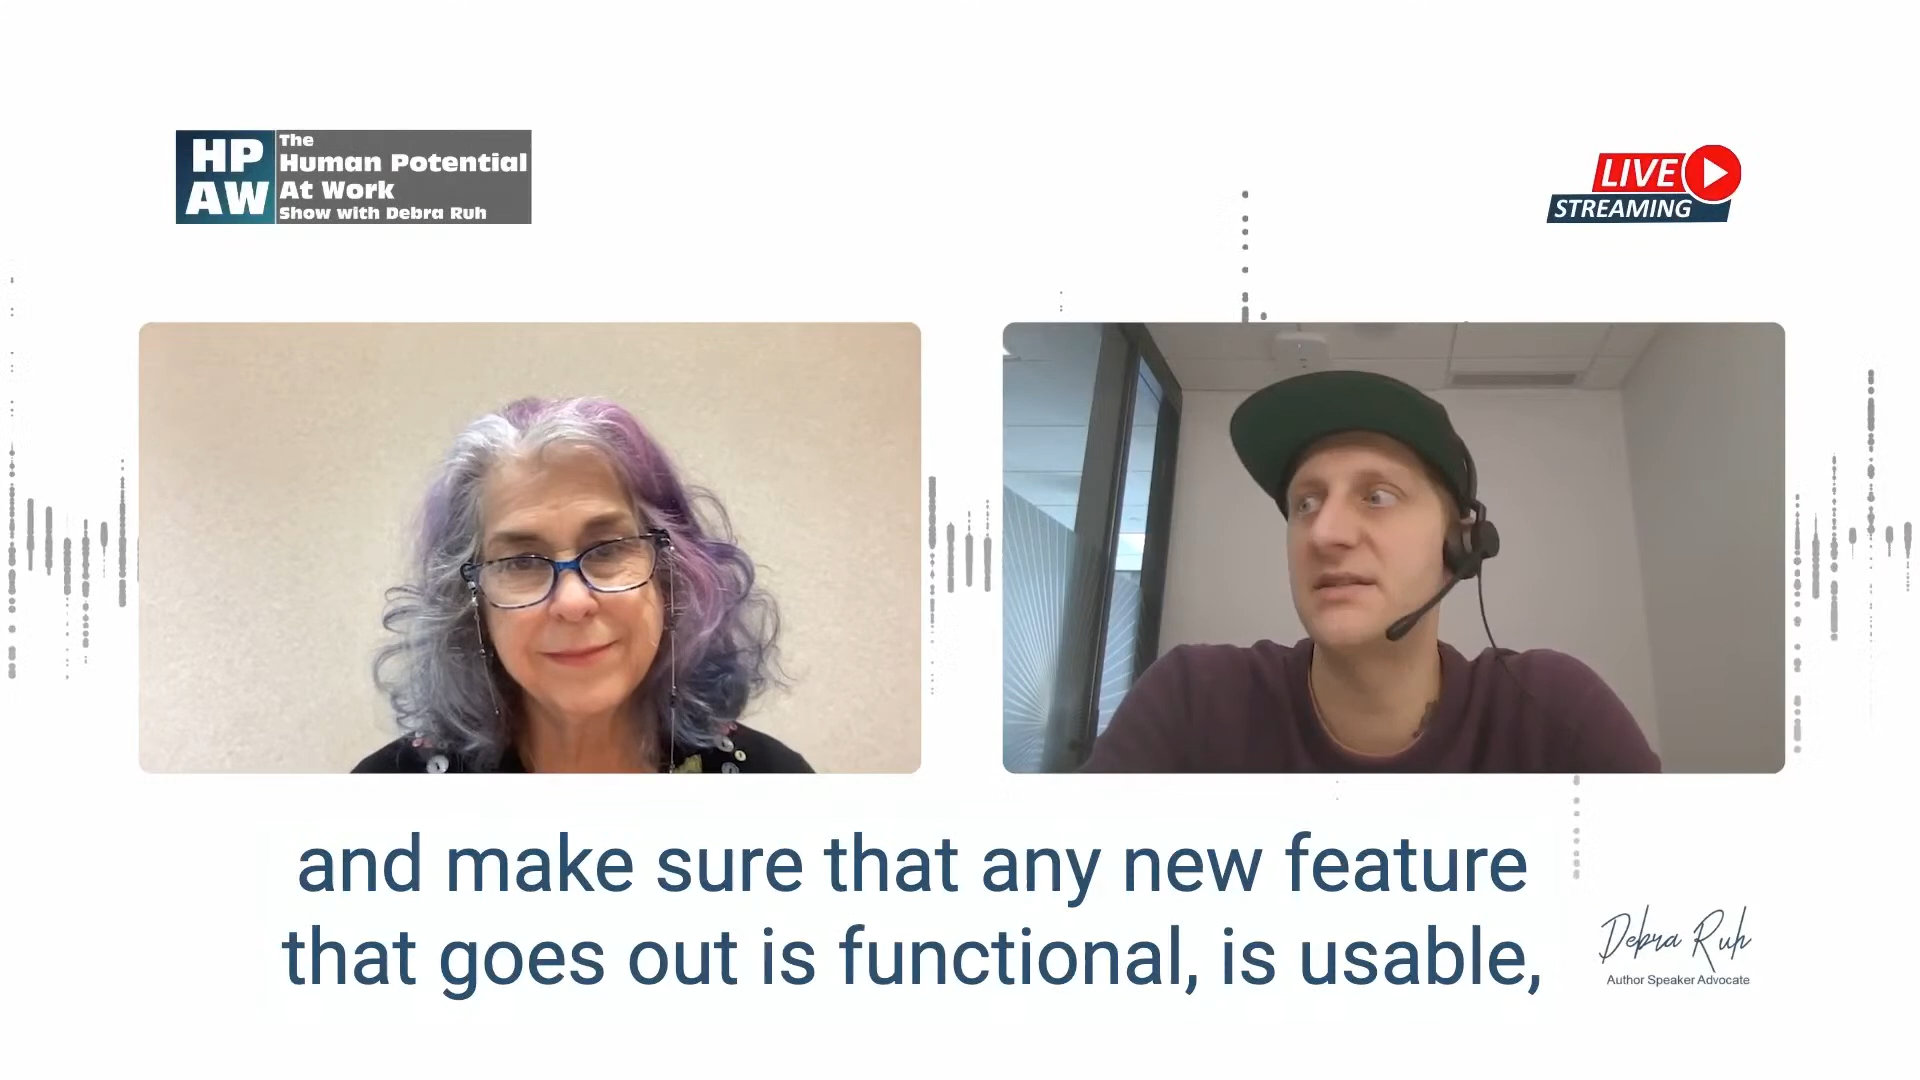 HP
AW
The
Human Potential
At Work
Show with Debra Ruh
LIVE
STREAMING
and make sure that any new feature
that goes out is functional, is usable,
Debra Ruh
Author Speaker Advocate